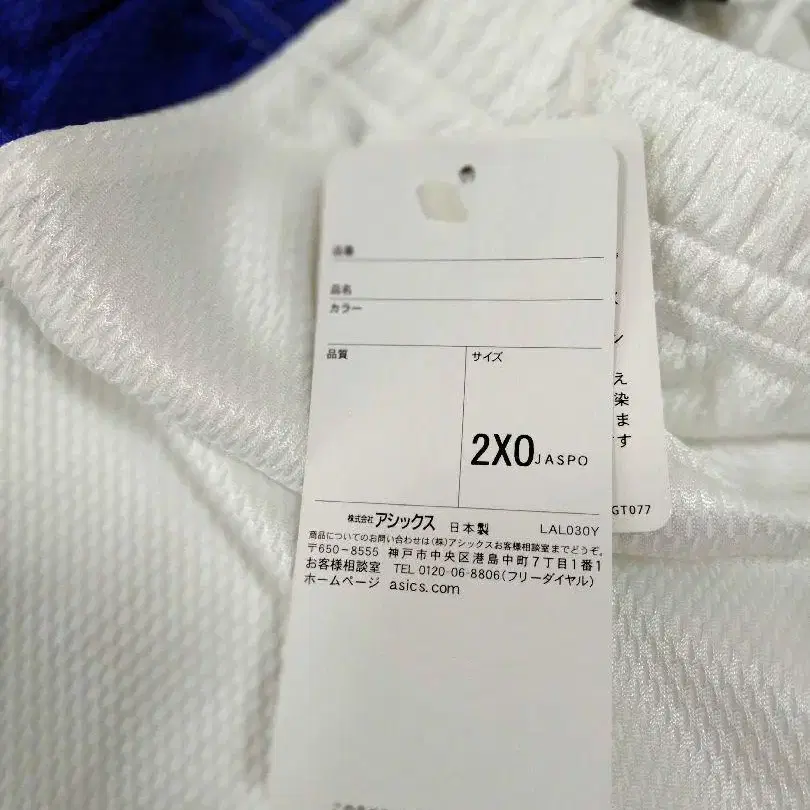 品番
品名
カラー
品質
サイズ
2XO JASPO
株式会社 アシックス 日本製 LAL030Y
商品についてのお問い合わせは(株)アシックスお客様相談室までどうぞ。
〒650-8555 神戸市中央区港島中町7丁目1番1
お客様相談室 TEL 0120-06-8806(フリーダイヤル)
ホームページ asics.com
え
染
ま
す
GT077